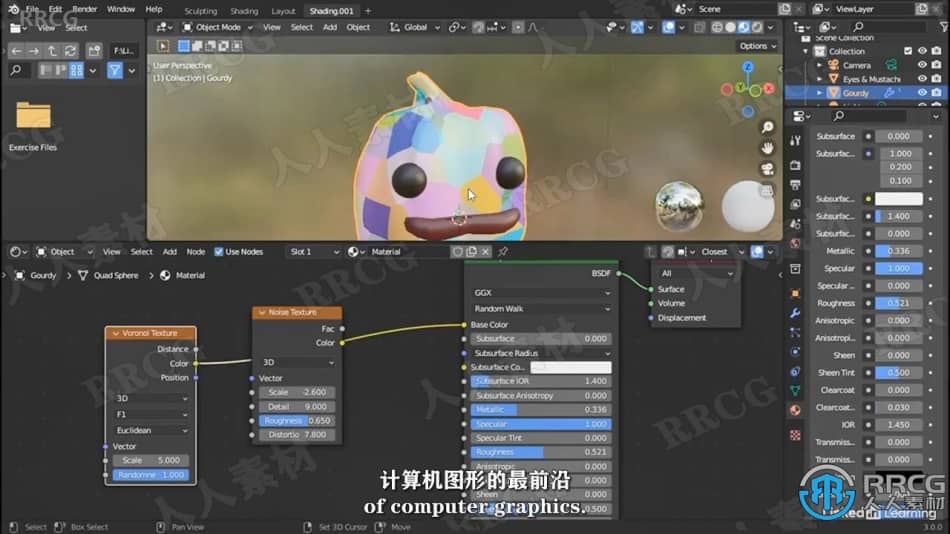 File
Edit
Render
Window
Help
Sculpting
Shading
Layout
Shading.001
+
Scene
ViewLayer
View
Select
Object Mode
View
Select
Add
Object
Global
F:\L..
Options
User Perspective
(1) Collection | Gourdy
Exercise Files
Z
Y
X
Scene Collection
Collection
Camera
Eyes & Mustach
Gourdy
Object
View
Select
Add
Node
Use Nodes
Slot 1
Material
Closest
Gourdy
Quad Sphere
Material
Voronoi Texture
Distance
Color
Position
3D
F1
Euclidean
Vector
Scale 5.000
Randomne 1.000
Noise Texture
Fac
Color
3D
Vector
Scale -2.600
Detail 9.000
Roughness 0.650
Distortio 7.800
BSDF
GGX
Random Walk
Base Color
Subsurface 0.000
Subsurface Radius
Subsurface Co...
Subsurface IOR 1.400
Subsurface Anisotropy 0.000
Metallic 0.336
Specular 1.000
Specular Tint 0.000
Roughness 0.521
Anisotropic
Sheen
0.500
All
Surface
Volume
Displacement
Subsurface 0.000
Subsurfac... 1.000
0.200
0.100
Subsurfac...
Subsurfac... 1.400
Subsurfac... 0.000
Metallic 0.336
Specular 1.000
Specular ... 0.000
Roughness 0.521
Anisotropic 0.000
Anisotropi... 0.000
Sheen 0.000
Sheen Tint 0.500
Clearcoat 0.000
Clearcoat... 0.030
IOR 1.450
Transmiss... 0.000
Transmiss... 0.000
计算机图形的最前沿
of computer graphics.
RRCG
人人素材
LinkedIn Learning
Select
Box Select
Pan View
Set 3D Cursor
Move
3.0.0